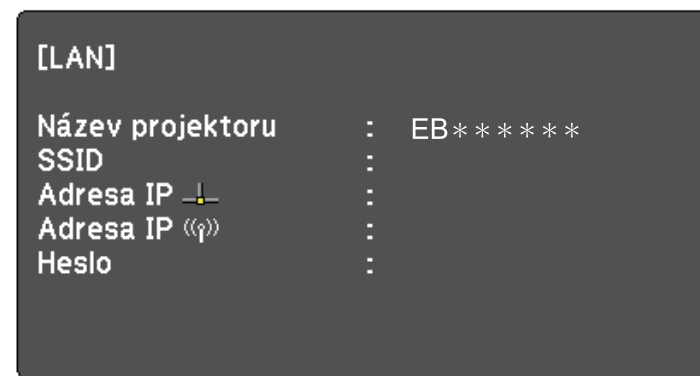 [LAN]
Název projektoru : EB******
SSID :
Adresa IP :
Adresa IP :
Heslo :